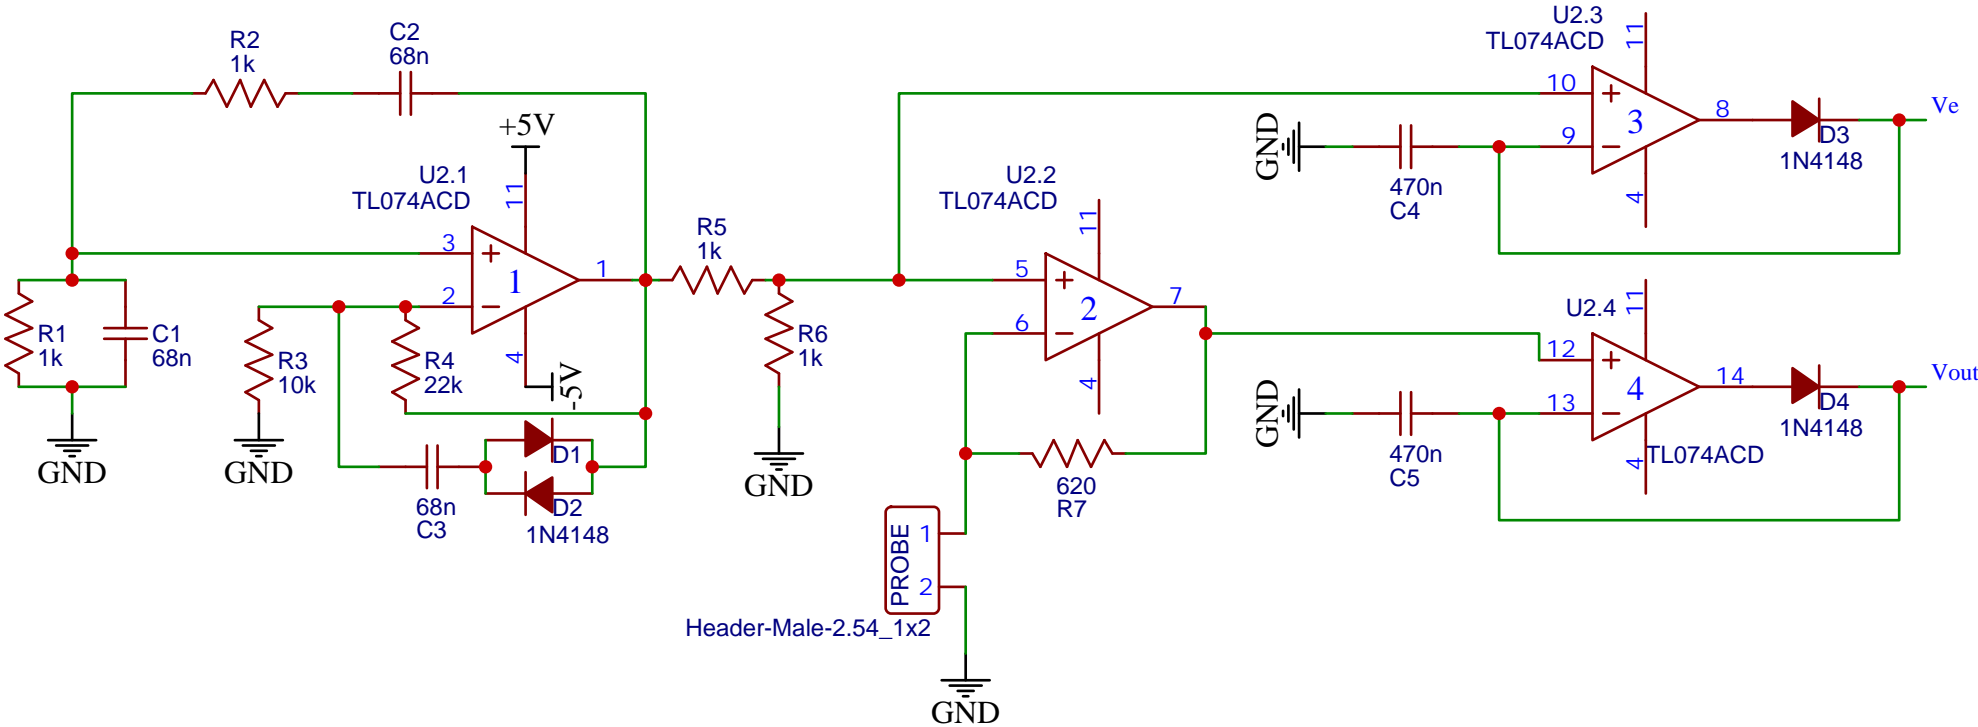 R2
1k
C2
68n
+5V
U2.1
TL074ACD
11
3
2
1
1
4
-5V
R1
1k
C1
68n
GND
R3
10k
GND
R4
22k
68n
C3
D1
D2
1N4148
R5
1k
R6
1k
GND
U2.2
TL074ACD
11
5
6
2
7
4
620
R7
PROBE
1
2
Header-Male-2.54_1x2
GND
U2.3
TL074ACD
11
10
9
3
8
4
GND
470n
C4
D3
1N4148
Ve
U2.4
11
12
13
4
14
4
TL074ACD
GND
470n
C5
D4
1N4148
Vout